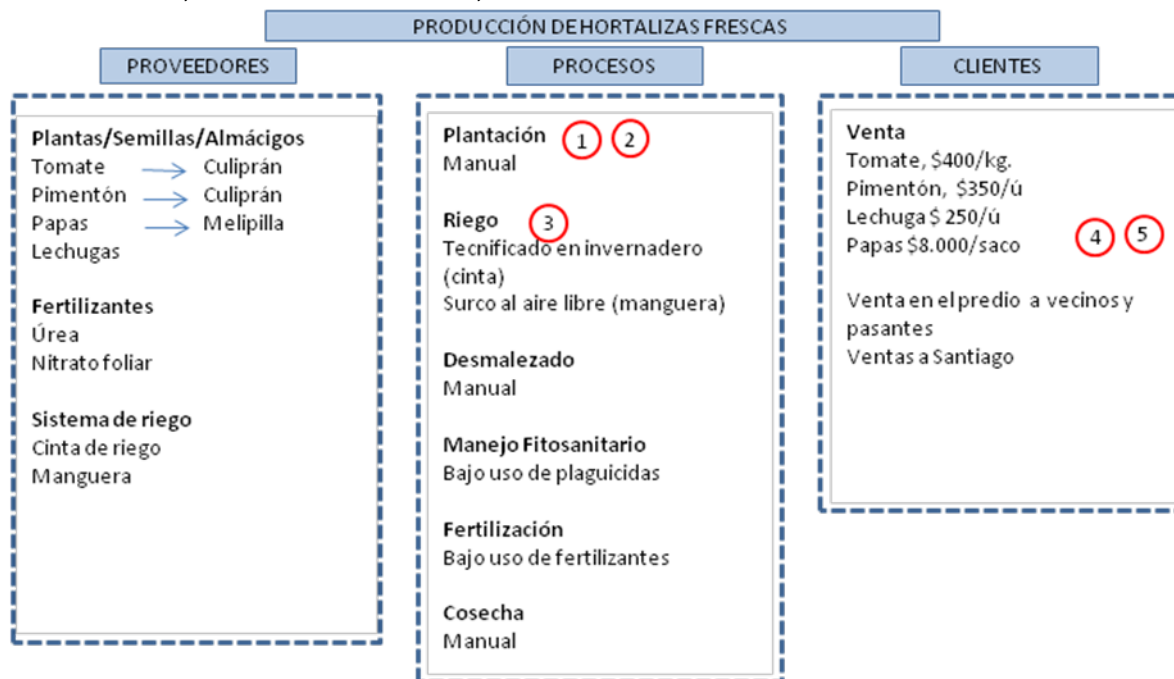 PRODUCCIÓN DE HORTALIZAS FRESCAS
PROVEEDORES
Plantas/Semillas/Almácigos
Tomate → Culiprán
Pimentón → Culiprán
Papas → Melipilla
Lechugas
Fertilizantes
Úrea
Nitrato foliar
Sistema de riego
Cinta de riego
Manguera
PROCESOS
Plantación 1 2
Manual
Riego 3
Tecnificado en invernadero
(cinta)
Surco al aire libre (manguera)
Desmalezado
Manual
Manejo Fitosanitario
Bajo uso de plaguicidas
Fertilización
Bajo uso de fertilizantes
Cosecha
Manual
CLIENTES
Venta
Tomate, $400/kg.
Pimentón, $350/ú
Lechuga $ 250/ú
Papas $8.000/saco 4 5
Venta en el predio a vecinos y
pasantes
Ventas a Santiago